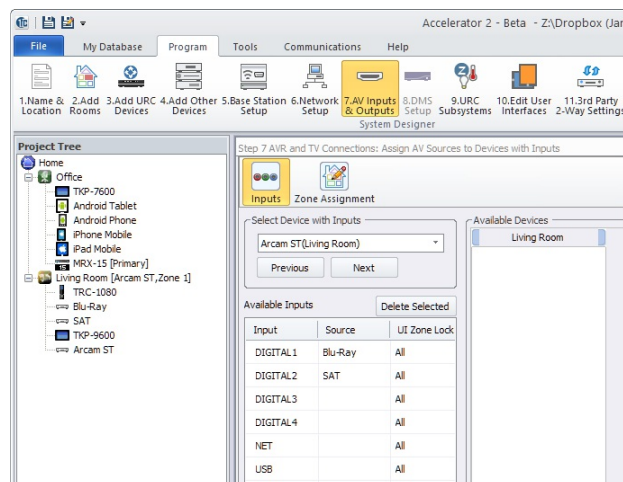 Accelerator 2 - Beta - Z:\Dropbox (Jar
File My Database Program Tools Communications Help
1.Name & Location 2.Add Rooms 3.Add URC Devices 4.Add Other Devices 5.Base Station Setup 6.Network Setup 7.AV Inputs & Outputs 8.DMS Setup 9.URC Subsystems 10.Edit User Interfaces 11.3rd Party 2-Way Settings
System Designer
Project Tree
Home
Office
TKP-7600
Android Tablet
Android Phone
iPhone Mobile
iPad Mobile
MRX-15 [Primary]
Living Room [Arcam ST,Zone 1]
TRC-1080
Blu-Ray
SAT
TKP-9600
Arcam ST
Step 7 AVR and TV Connections: Assign AV Sources to Devices with Inputs
Inputs Zone Assignment
Select Device with Inputs
Arcam ST(Living Room)
Previous Next
Available Inputs Delete Selected
Input Source UI Zone Lock
DIGITAL1 Blu-Ray All
DIGITAL2 SAT All
DIGITAL3 All
DIGITAL4 All
NET All
USB All
Available Devices
Living Room